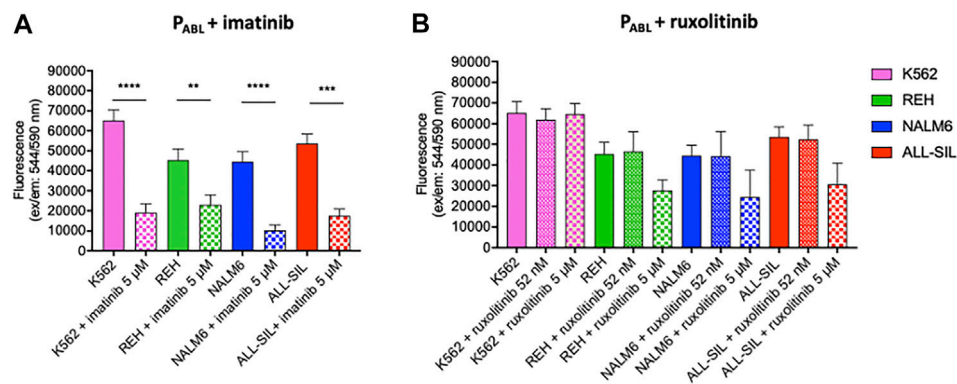 A
P_ABL + imatinib
Fluorescence
(ex/em: 544/590 nm)
90000
80000
70000
60000
50000
40000
30000
20000
10000
0
****
**
****
***
K562
K562 + imatinib 5 µM
REH
REH + imatinib 5 µM
NALM6
NALM6 + imatinib 5 µM
ALL-SIL
ALL-SIL+ imatinib 5 µM
B
P_ABL + ruxolitinib
Fluorescence
(ex/em: 544/590 nm)
90000
80000
70000
60000
50000
40000
30000
20000
10000
0
K562
K562 + ruxolitinib 52 nM
K562 + ruxolitinib 5 µM
REH
REH + ruxolitinib 52 nM
REH + ruxolitinib 5 µM
NALM6
NALM6 + ruxolitinib 52 nM
NALM6 + ruxolitinib 5 µM
ALL-SIL
ALL-SIL + ruxolitinib 52 nM
ALL-SIL + ruxolitinib 5 µM
K562
REH
NALM6
ALL-SIL